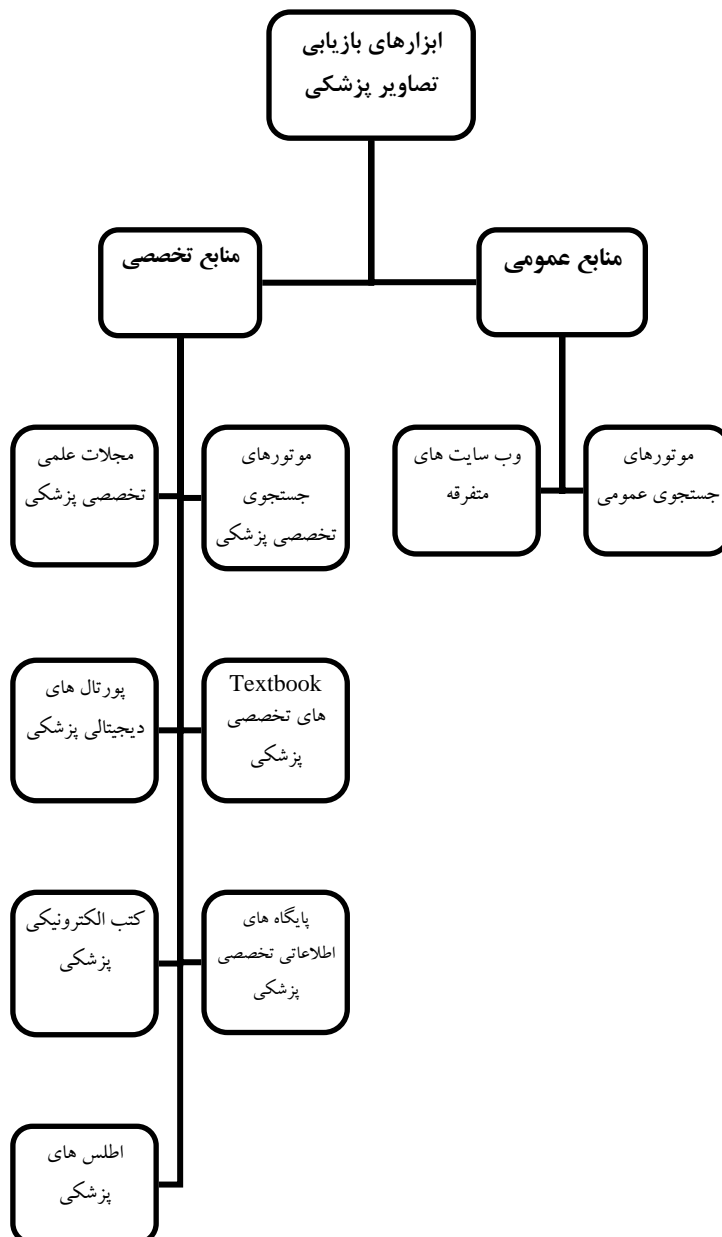 ابزارهای بازیابی
تصاویر پزشکی
منابع عمومی
منابع تخصصی
موتورهای
جستجوی عمومی
وب سایت های
متفرقه
موتورهای
جستجوی
تخصصی پزشکی
مجلات علمی
تخصصی پزشکی
Textbook
های تخصصی
پزشکی
پورتال های
دیجیتالی پزشکی
پایگاه های
اطلاعاتی تخصصی
پزشکی
کتب الکترونیکی
پزشکی
اطلس های
پزشکی